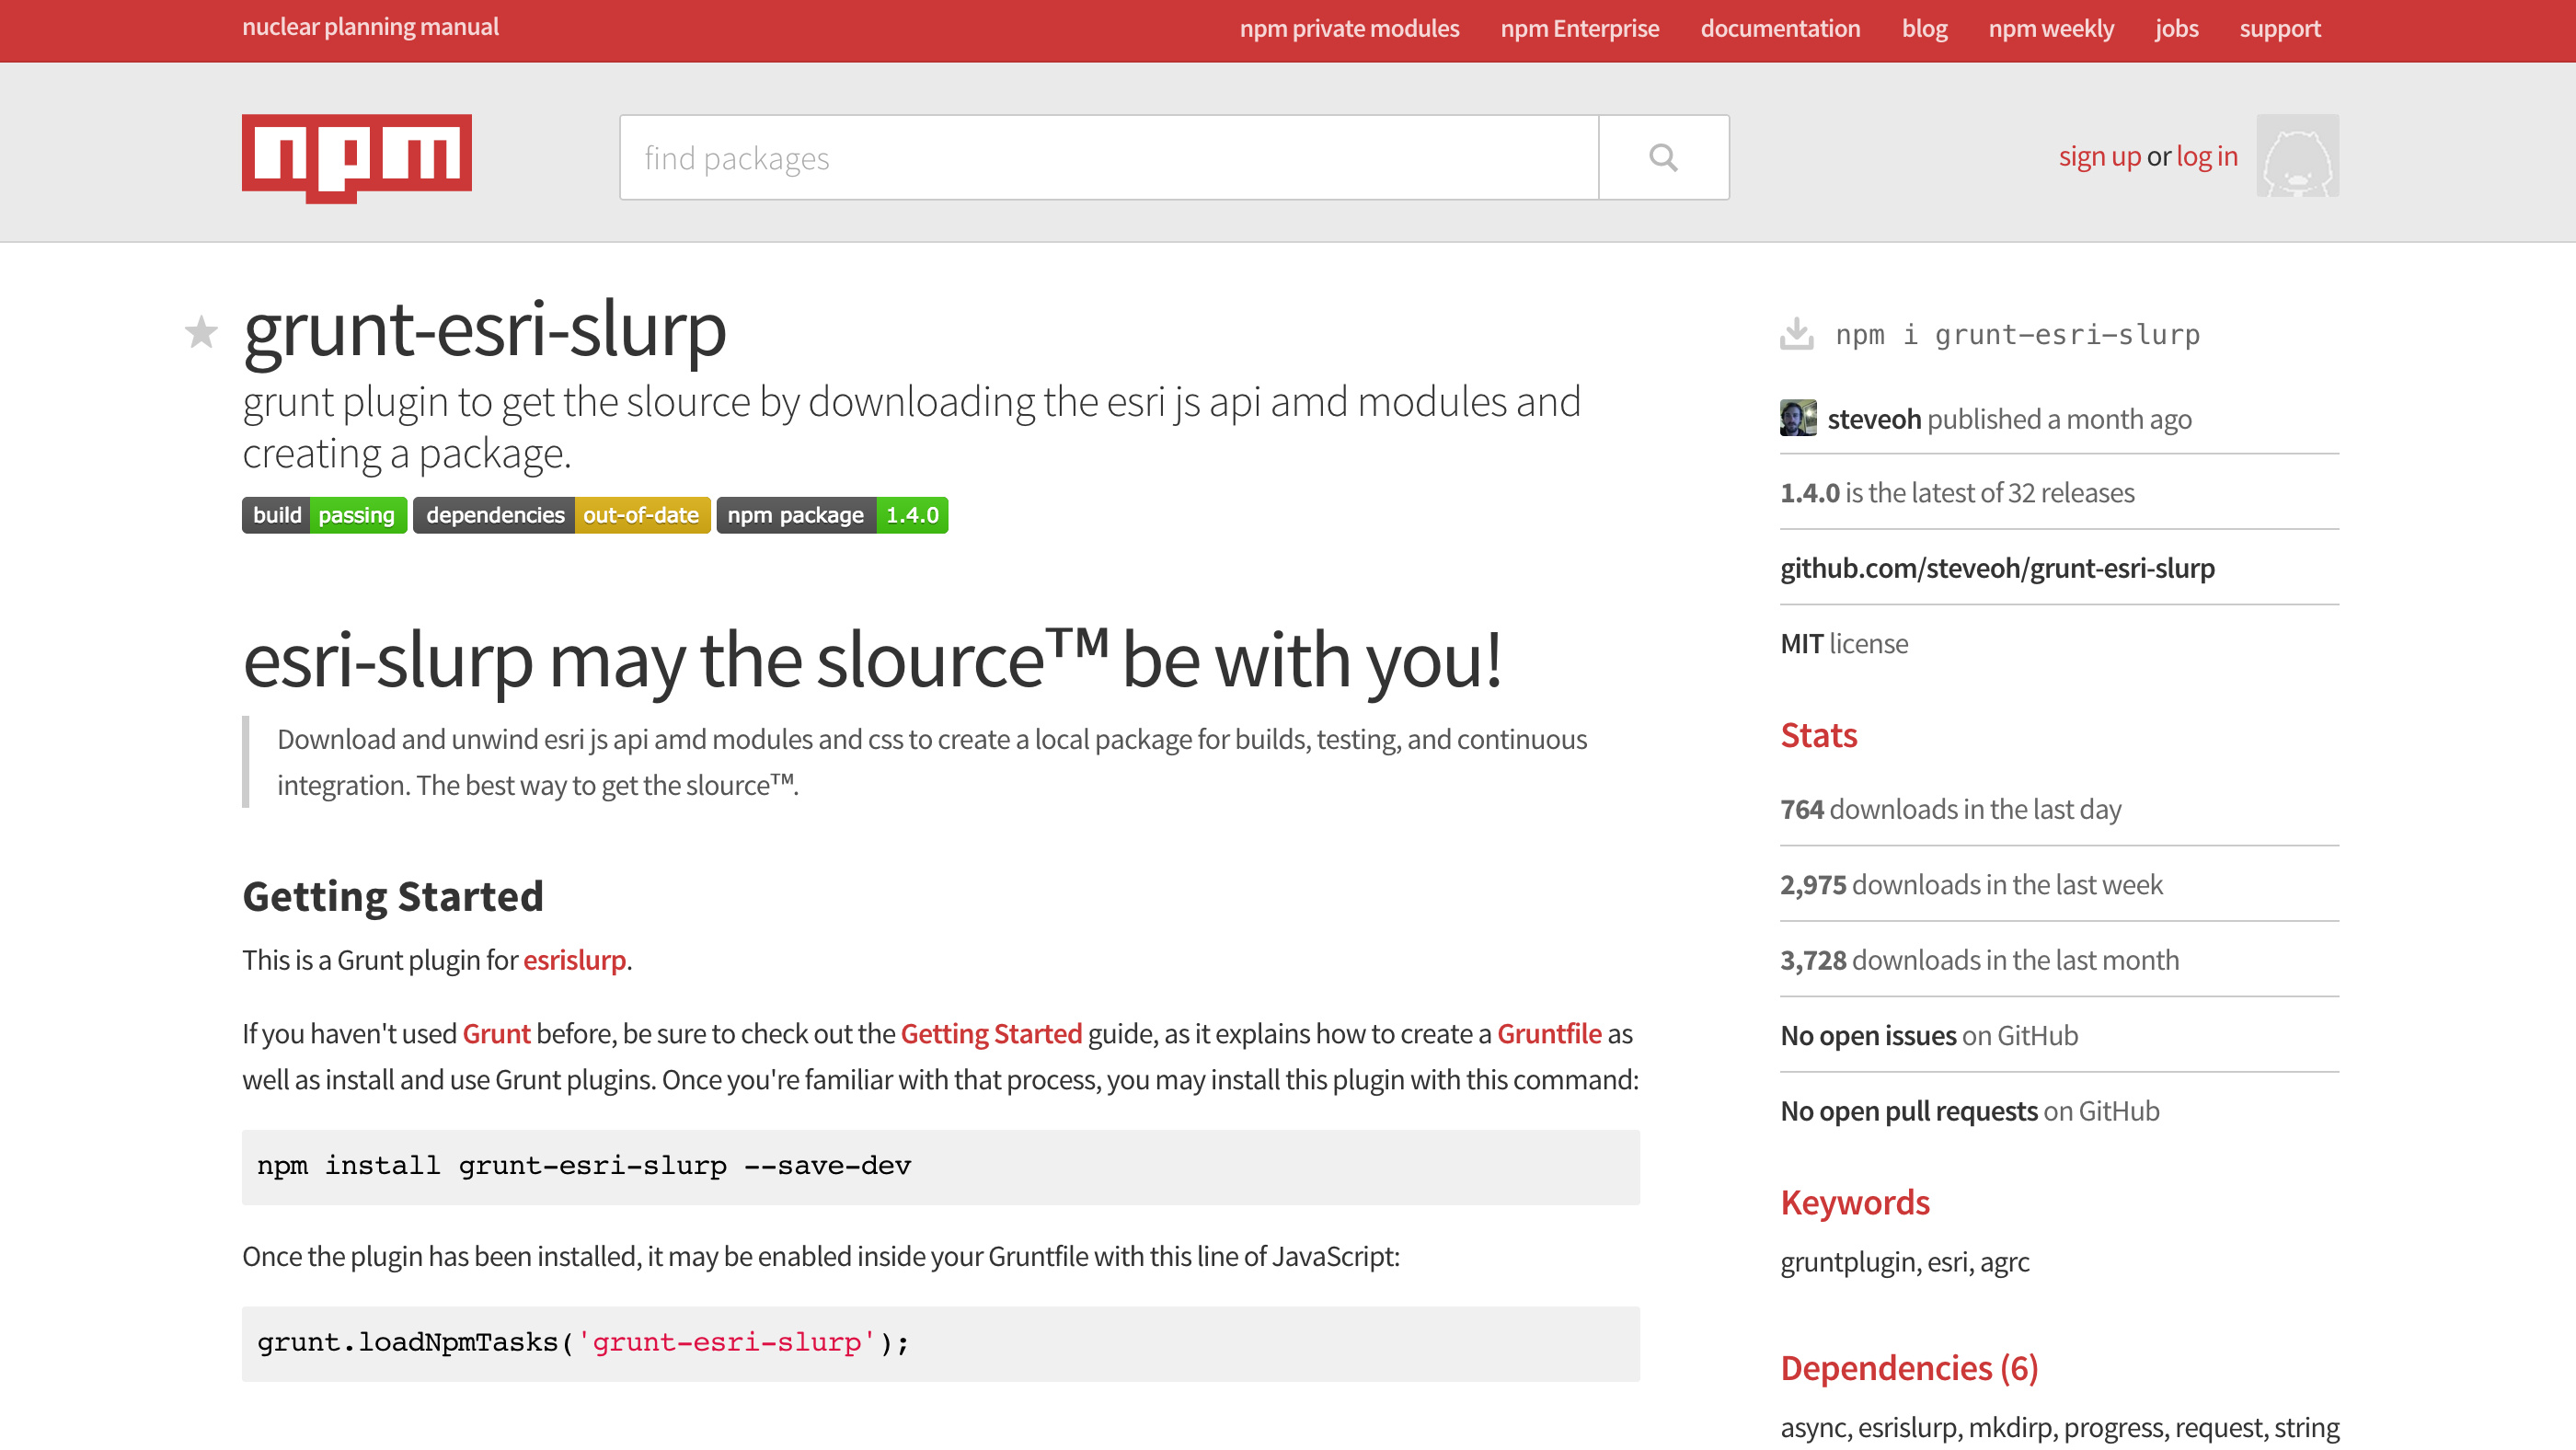 nuclear planning manual
npm private modules npm Enterprise documentation blog npm weekly jobs support
npm
find packages
sign up or log in
grunt-esri-slurp
grunt plugin to get the slource by downloading the esri js api amd modules and
creating a package.
build passing dependencies out-of-date npm package 1.4.0
esri-slurp may the slource™ be with you!
Download and unwind esri js api amd modules and css to create a local package for builds, testing, and continuous
integration. The best way to get the slource™.
Getting Started
This is a Grunt plugin for esrislurp.
If you haven't used Grunt before, be sure to check out the Getting Started guide, as it explains how to create a Gruntfile as
well as install and use Grunt plugins. Once you're familiar with that process, you may install this plugin with this command:
npm install grunt-esri-slurp --save-dev
Once the plugin has been installed, it may be enabled inside your Gruntfile with this line of JavaScript:
grunt.loadNpmTasks('grunt-esri-slurp');
npm i grunt-esri-slurp
steveoh published a month ago
1.4.0 is the latest of 32 releases
github.com/steveoh/grunt-esri-slurp
MIT license
Stats
764 downloads in the last day
2,975 downloads in the last week
3,728 downloads in the last month
No open issues on GitHub
No open pull requests on GitHub
Keywords
gruntplugin, esri, agrc
Dependencies (6)
async, esrislurp, mkdirp, progress, request, string